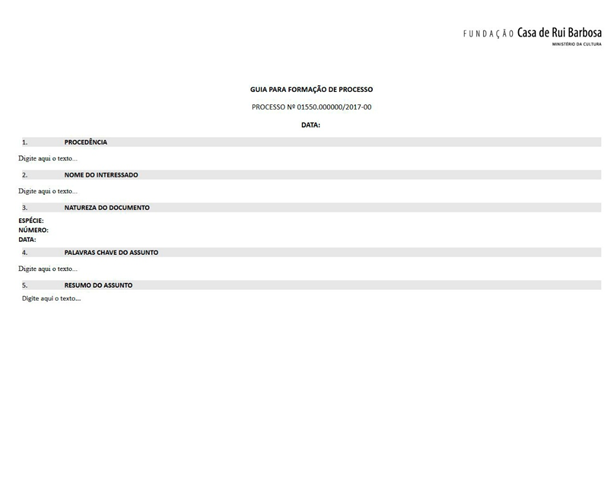 FUNDAÇÃO Casa de Rui Barbosa
MINISTÉRIO DA CULTURA
GUIA PARA FORMAÇÃO DE PROCESSO
PROCESSO Nº 01550.000000/2017-00
DATA:
1. PROCEDÊNCIA
Digite aqui o texto...
2. NOME DO INTERESSADO
Digite aqui o texto...
3. NATUREZA DO DOCUMENTO
ESPÉCIE:
NÚMERO:
DATA:
4. PALAVRAS CHAVE DO ASSUNTO
Digite aqui o texto...
5. RESUMO DO ASSUNTO
Digite aqui o texto...